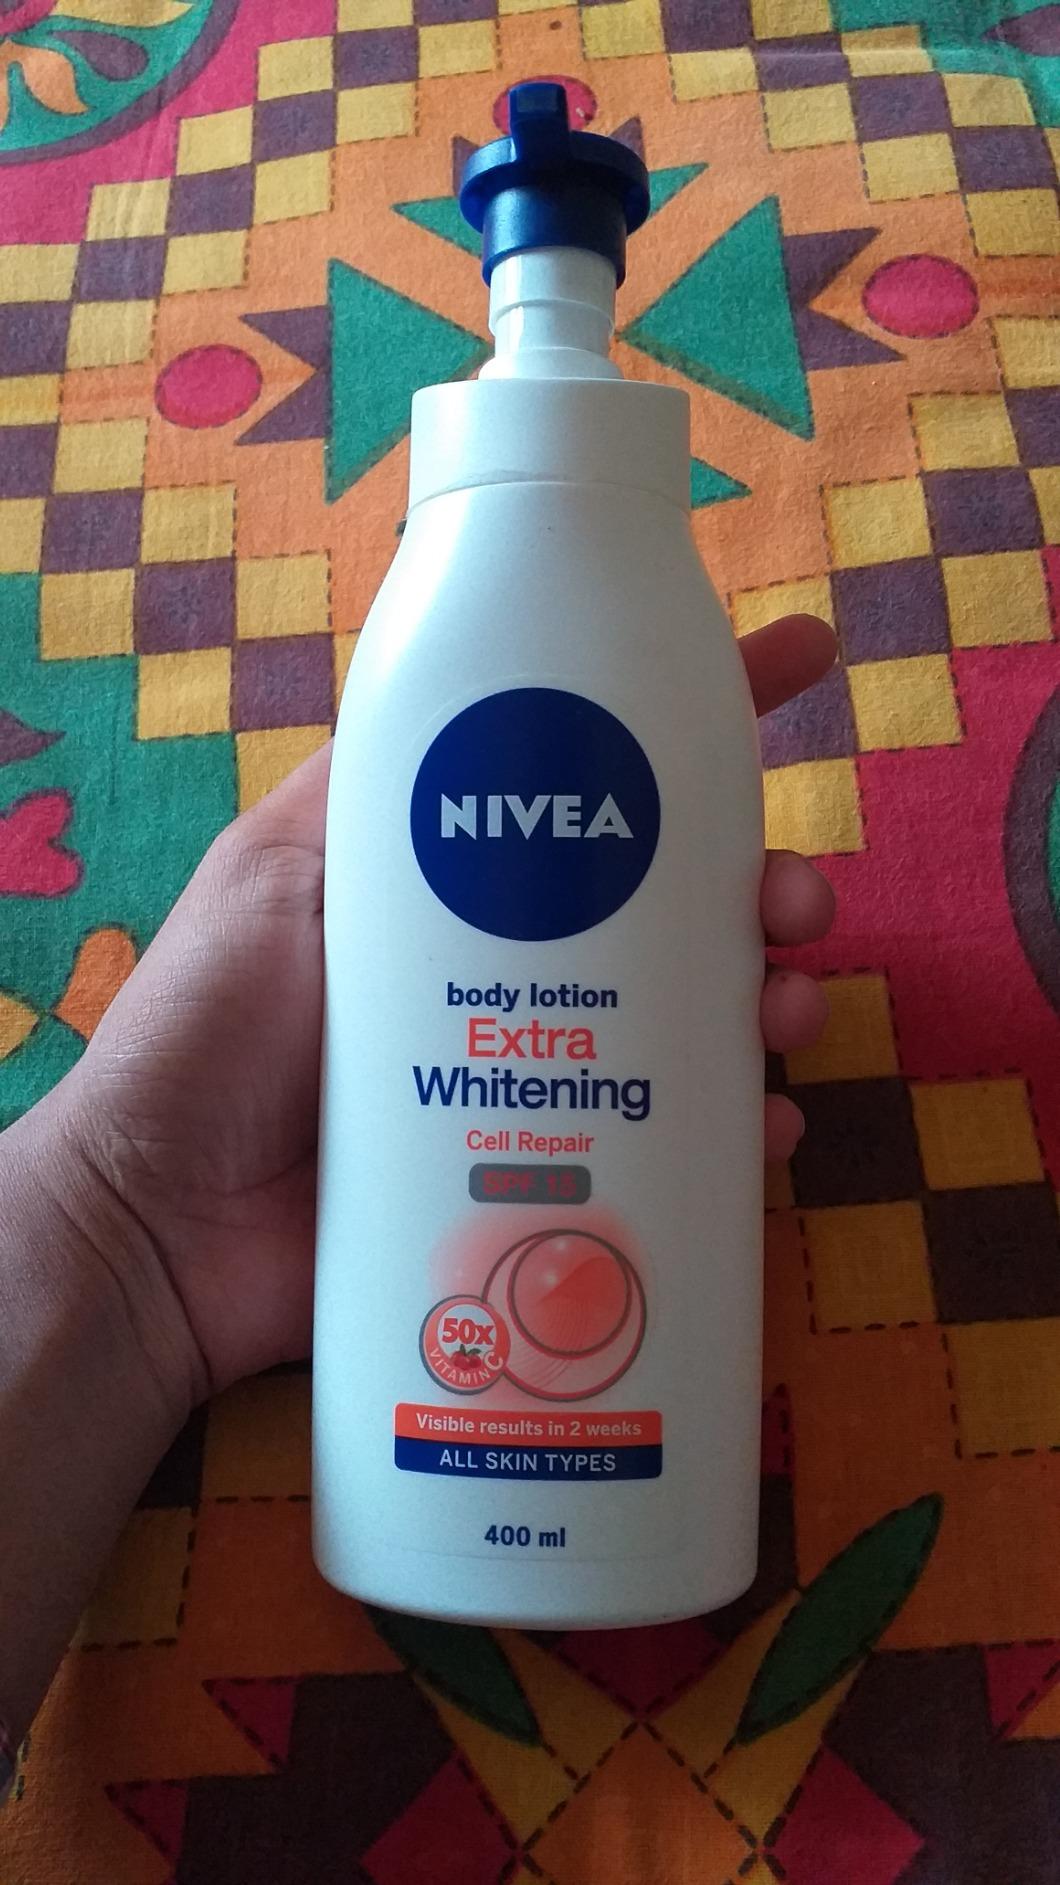 NIVEA
body lotion
Extra
Whitening
Cell Repair
SPF 15
50x
VITAMIN C
Visible results in 2 weeks
ALL SKIN TYPES
400 ml